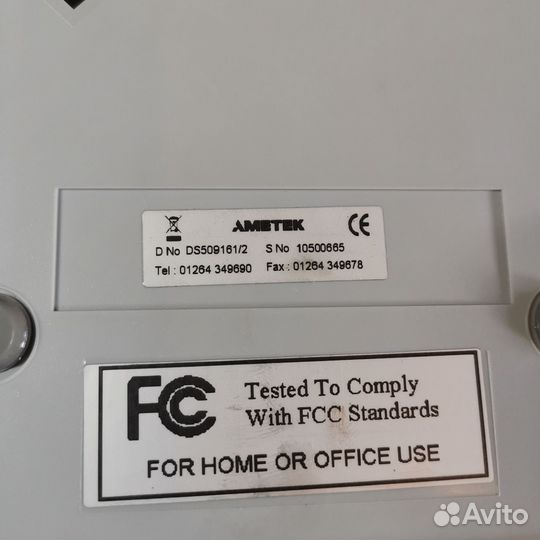 AMETEK CE
D No DS509161/2 S No 10500665
Tel : 01264 349690 Fax : 01264 349678
FC Tested To Comply
With FCC Standards
FOR HOME OR OFFICE USE
Avito